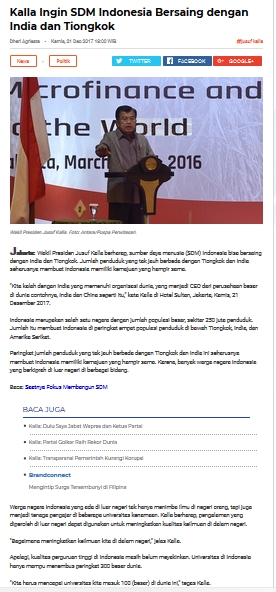 Kalla Ingin SDM Indonesia Bersaing dengan
India dan Tiongkok
Dheri Agriesta • Kamis, 21 Des 2017 18:02 WIB
#jusuf kalla
News
Politik
TWITTER
FACEBOOK
GOOGLE+
Microfinance and
the World
March 2016
Wakil Presiden Jusuf Kalla. Foto: Antara/Puspa Perwitasari.
Jakarta: Wakil Presiden Jusuf Kalla berharap, sumber daya manusia (SDM) Indonesia bisa bersaing
dengan India dan Tiongkok. Jumlah penduduk yang tak jauh berbeda dengan Tiongkok dan India
seharusnya membuat Indonesia memiliki kemajuan yang hampir sama.
"Kita kalah dengan India yang memenuhi organisasi dunia, yang menjadi CEO dari perusahaan besar
di dunia contohnya, India dan China seperti itu," kata Kalla di Hotel Sultan, Jakarta, Kamis, 21
Desember 2017.
Indonesia merupakan salah satu negara dengan jumlah populasi besar, sekitar 250 juta penduduk.
Jumlah itu membuat Indonesia di peringkat empat populasi penduduk di bawah Tiongkok, India, dan
Amerika Serikat.
Peringkat jumlah penduduk yang tak jauh berbeda dengan Tiongkok dan India ini seharusnya
membuat Indonesia memiliki kemajuan yang hampir sama. Karena, banyak warga negara Indonesia
yang berkiprah di luar negeri di berbagai bidang.
Baca: Saatnya Fokus Membangun SDM
BACA JUGA
• Kalla: Dulu Saya Jabat Wapres dan Ketua Partai
• Kalla: Partai Golkar Raih Rekor Dunia
• Kalla: Transparansi Pemerintah Kurangi Korupsi
• Brandconnect
Mengintip Surga Tersembunyi di Filipina
Warga negara Indonesia yang ada di luar negeri tak hanya menimba ilmu di negari orang, tapi juga
menjadi tenaga pengajar di beberapa universitas kenamaan. Kalla berharap, pengalaman yang
diperoleh di luar negeri dapat digunakan untuk meningkatkan kualitas keilmuan di dalam negeri.
"Bagaimana meningkatkan keilmuan kita di dalam negeri," jelas Kalla.
Apalagi, kualitas perguruan tinggi di Indonesia masih belum meyakinkan. Universitas di Indonesia
hanya mampu menembus peringkat 300 besar dunia.
"Kita harus mencapai universitas kita masuk 100 (besar) di dunia ini," tegas Kalla.